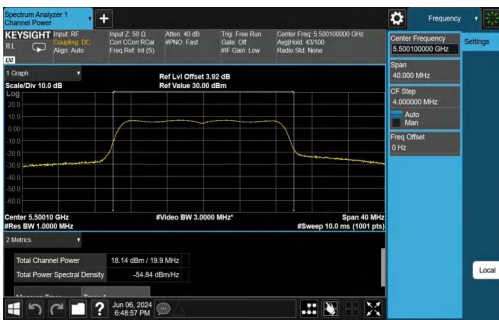 Spectrum Analyzer 1
Channel Power
+
Frequency
KEYSIGHT
Input: RF
Coupling: DC
Align: Auto
Input Z: 50 Ω
Corr CCorr RCal
Freq Ref: Int (S)
Atten: 40 dB
#PNO: Fast
Trig: Free Run
Gate: Off
#IF Gain: Low
Center Freq: 5.500100000 GHz
Avg|Hold: 43/100
Radio Std: None
RL
LVI
Center Frequency
5.500100000 GHz
Settings
Span
40.000 MHz
CF Step
4.000000 MHz
Auto
Man
Freq Offset
0 Hz
Local
1 Graph
Scale/Div 10.0 dB
Ref Lvl Offset 3.92 dB
Ref Value 30.00 dBm
Log
20.0
10.0
0.00
-10.0
-20.0
-30.0
-40.0
-50.0
-60.0
Center 5.50010 GHz
#Res BW 1.0000 MHz
#Video BW 3.0000 MHz*
Span 40 MHz
#Sweep 10.0 ms (1001 pts)
2 Metrics
Total Channel Power 18.14 dBm / 19.9 MHz
Total Power Spectral Density -54.84 dBm/Hz
?
Jun 06, 2024
6:48:57 PM